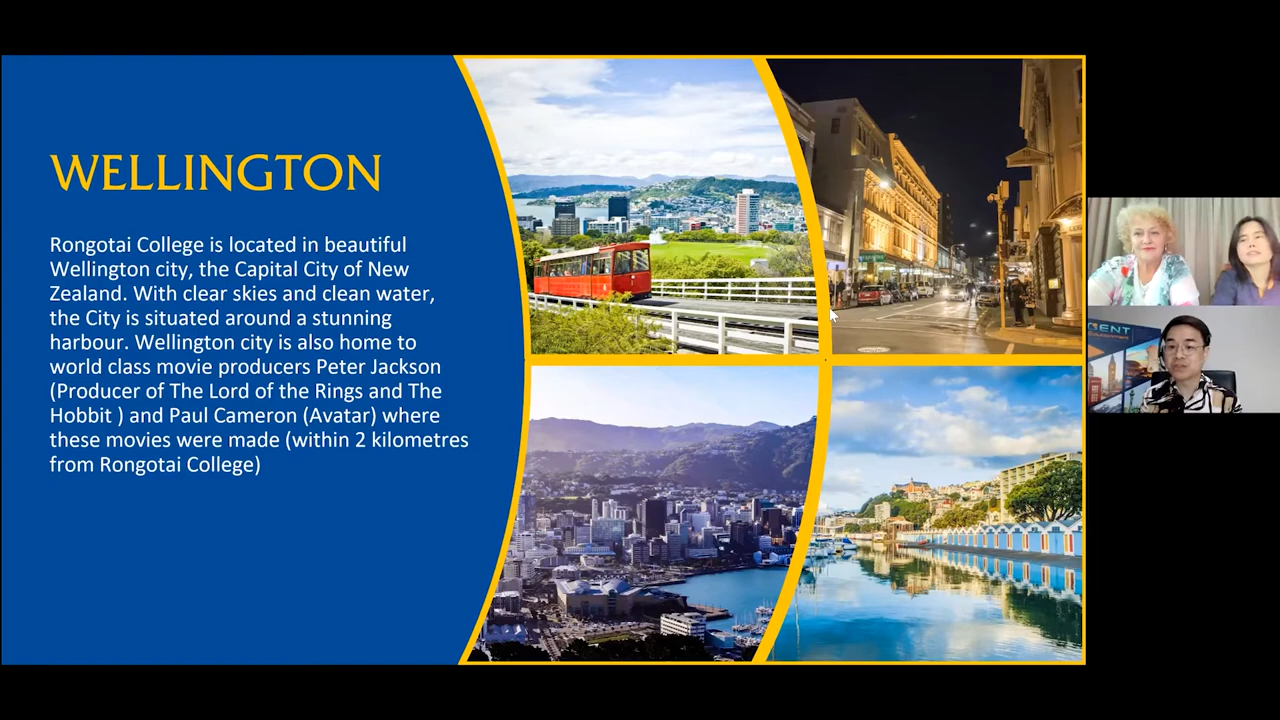 WELLINGTON
Rongotai College is located in beautiful
Wellington city, the Capital City of New
Zealand. With clear skies and clean water,
the City is situated around a stunning
harbour. Wellington city is also home to
world class movie producers Peter Jackson
(Producer of The Lord of the Rings and The
Hobbit ) and Paul Cameron (Avatar) where
these movies were made (within 2 kilometres
from Rongotai College)